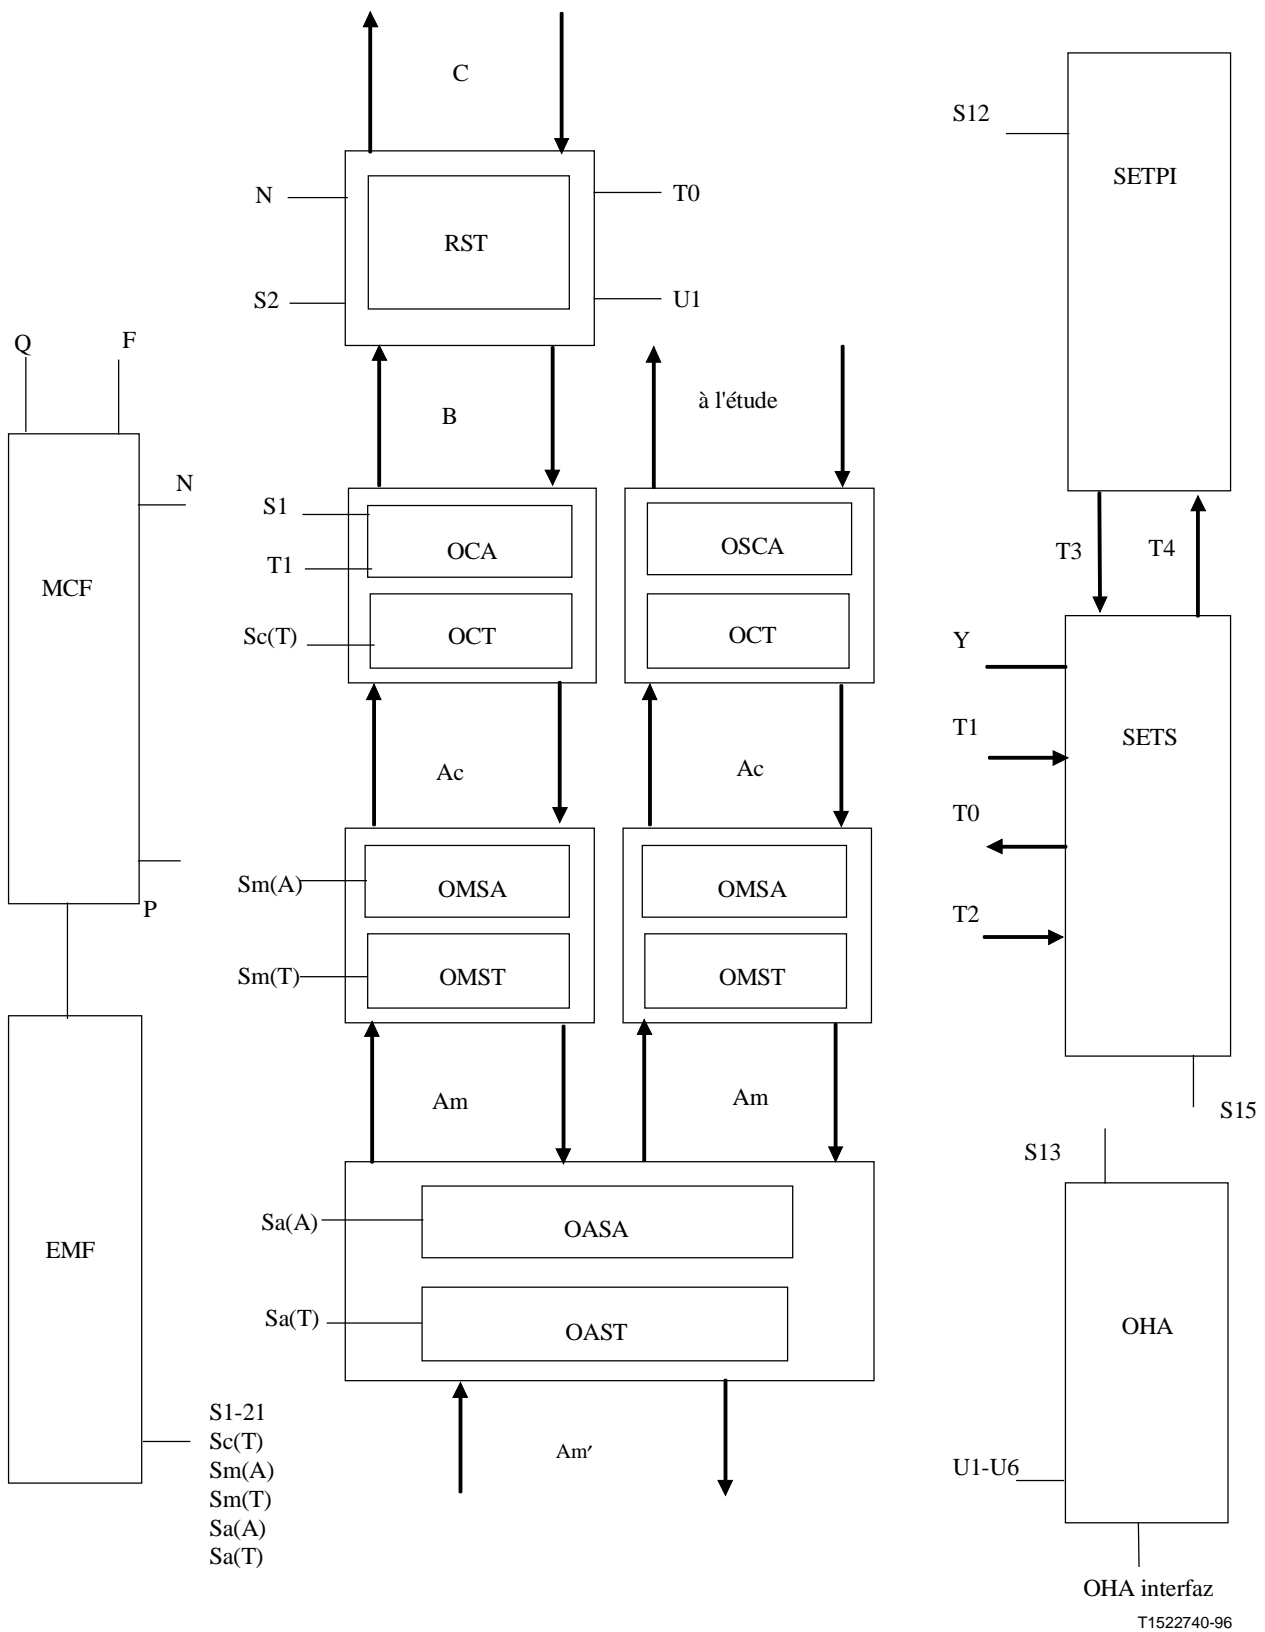 C
S12
SETPI
N
T0
RST
S2
U1
Q
F
B
à l'étude
N
S1
OCA
OSCA
T3
T4
T1
MCF
Sc(T)
OCT
OCT
Y
T1
SETS
Ac
Ac
T0
Sm(A)
OMSA
OMSA
P
T2
Sm(T)
OMST
OMST
Am
Am
S15
S13
Sa(A)
OASA
EMF
Sa(T)
OAST
OHA
S1-21
Sc(T)
Sm(A)
Sm(T)
Sa(A)
Sa(T)
Am′
U1-U6
OHA interfaz
T1522740-96